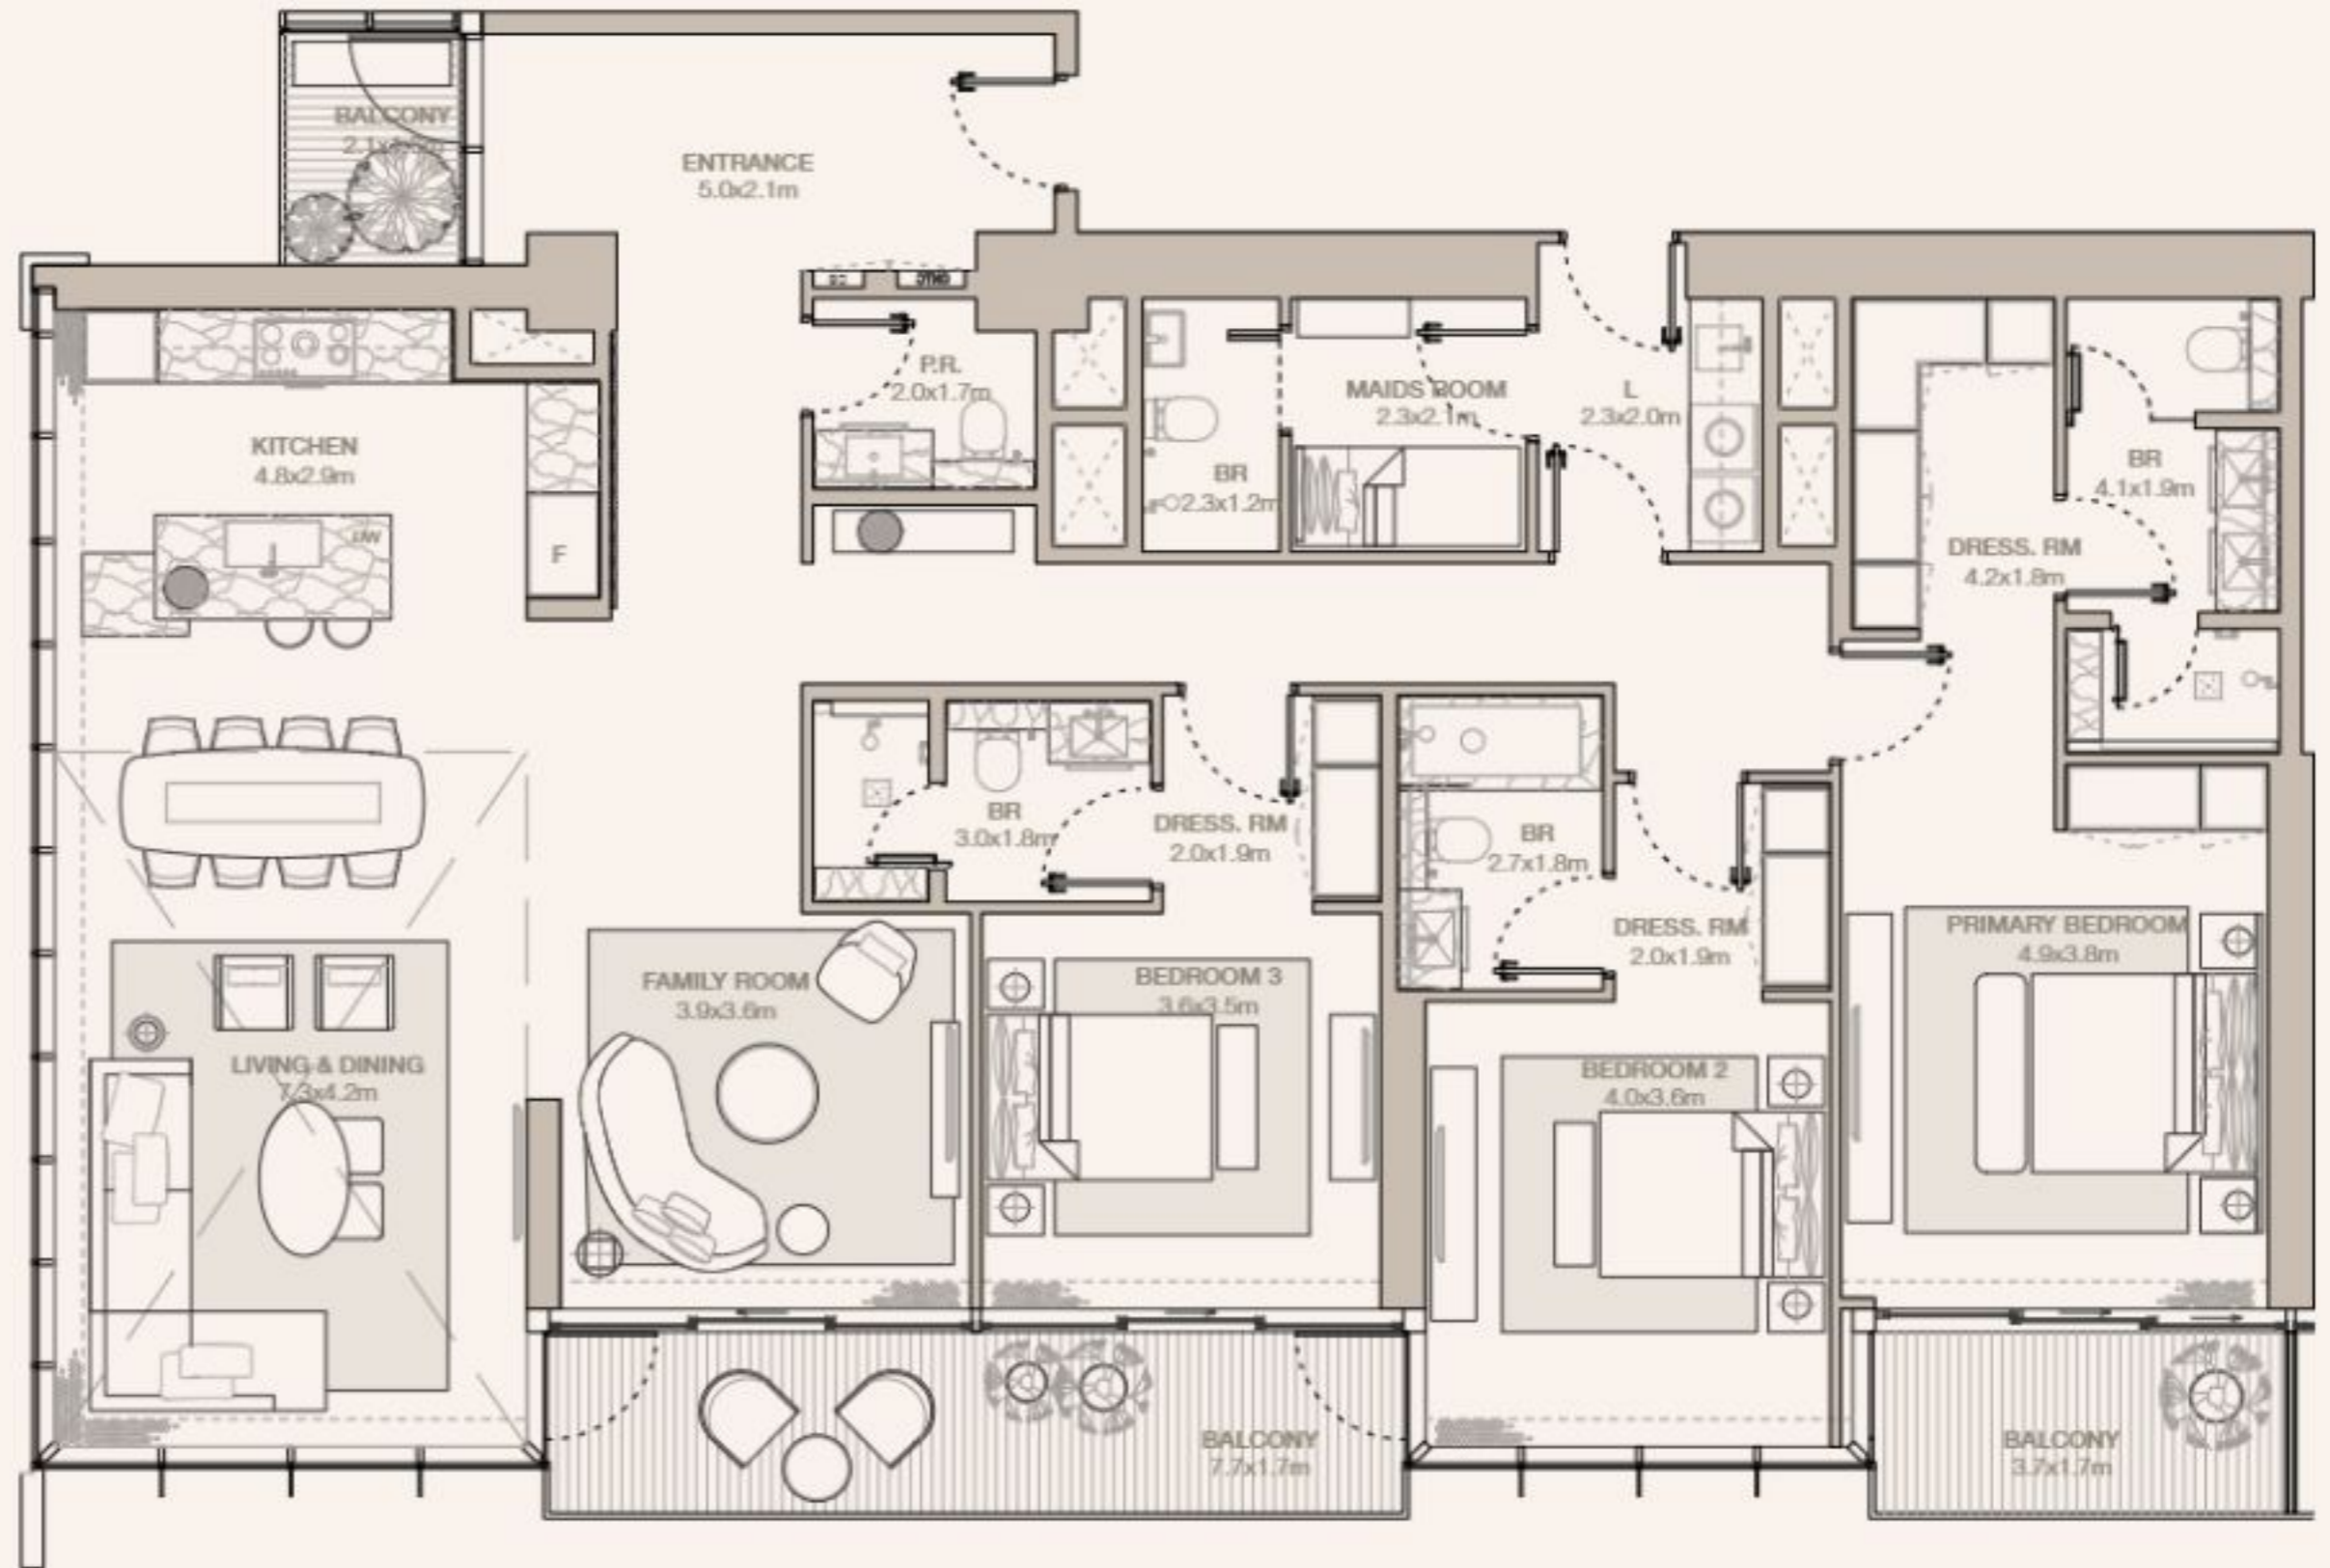 BALCONY
ENTRANCE
5.0x2.1m
P.R.
2.0x1.7m
MAIDS ROOM
2.3x2.1m
L
2.3x2.0m
KITCHEN
4.8x2.9m
BR
2.3x1.2m
BR
4.1x1.9m
DW
F
DRESS. RM
4.2x1.8m
BR
3.0x1.8m
DRESS. RM
2.0x1.9m
BR
2.7x1.8m
DRESS. RM
2.0x1.9m
PRIMARY BEDROOM
4.9x3.8m
FAMILY ROOM
3.9x3.6m
BEDROOM 3
3.6x3.5m
LIVING & DINING
7.3x4.2m
BEDROOM 2
4.0x3.6m
BALCONY
7.7x1.7m
BALCONY
3.7x1.7m